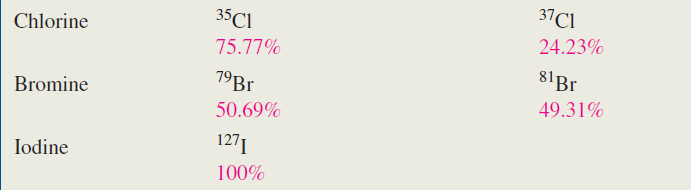 Chlorine ³⁵Cl ³⁷Cl
75.77% 24.23%
Bromine ⁷⁹Br ⁸¹Br
50.69% 49.31%
Iodine ¹²⁷I
100%